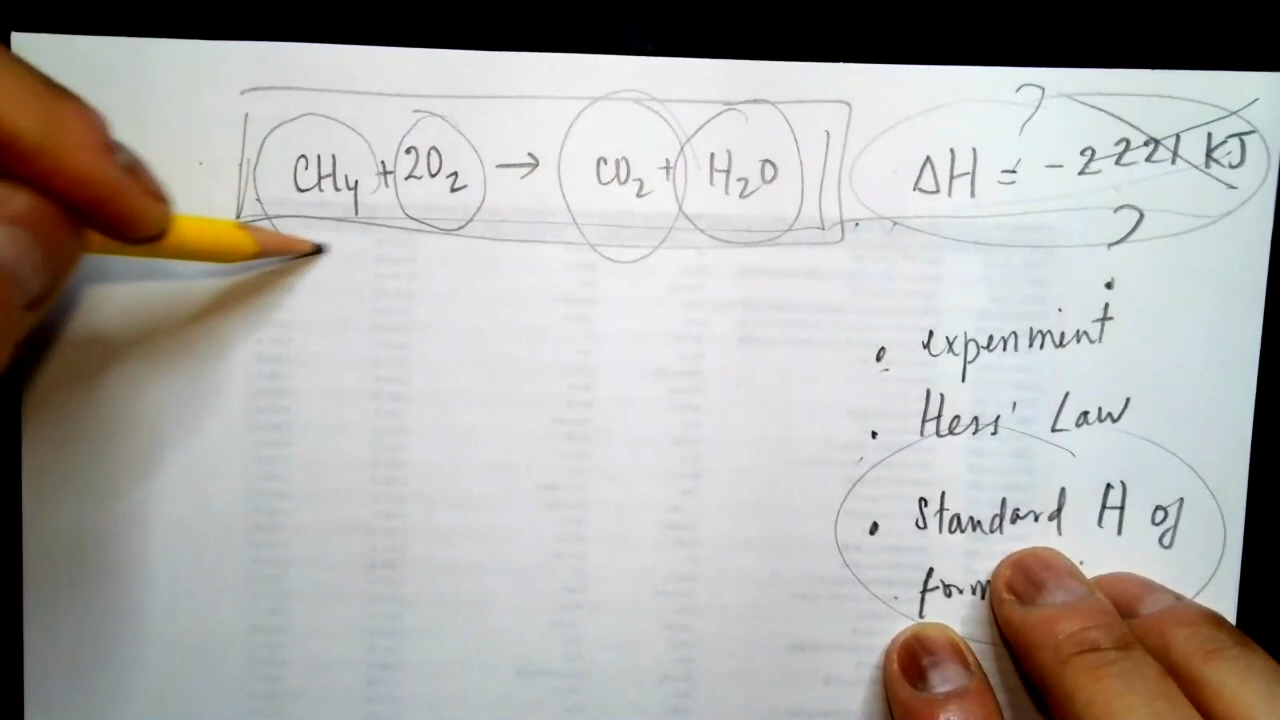 CH4 + 2O2 → CO2 + H2O ΔH = - 2221 KJ
?
?
• experiment
• Hess' Law
• Standard H of